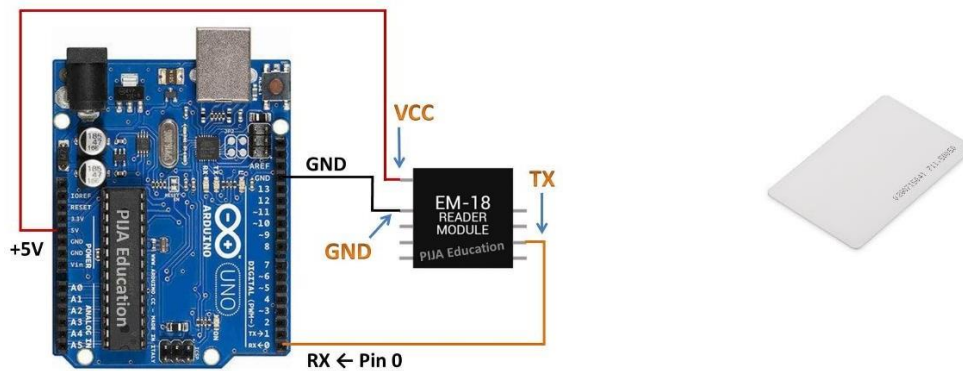 VCC
GND
+5V
GND
TX
EM-18
READER
MODULE
PIJA Education
RX ← Pin 0
PIJA Education
ARDUINO
UNO
IOREF
RESET
3.3V
5V
GND
GND
Vin
POWER
A0
A1
A2
A3
A4
A5
ANALOG IN
AREF
GND
13
12
~11
~10
~9
8
7
~6
~5
4
~3
2
TX→1
RX←0
DIGITAL (PWM~)
ICSP